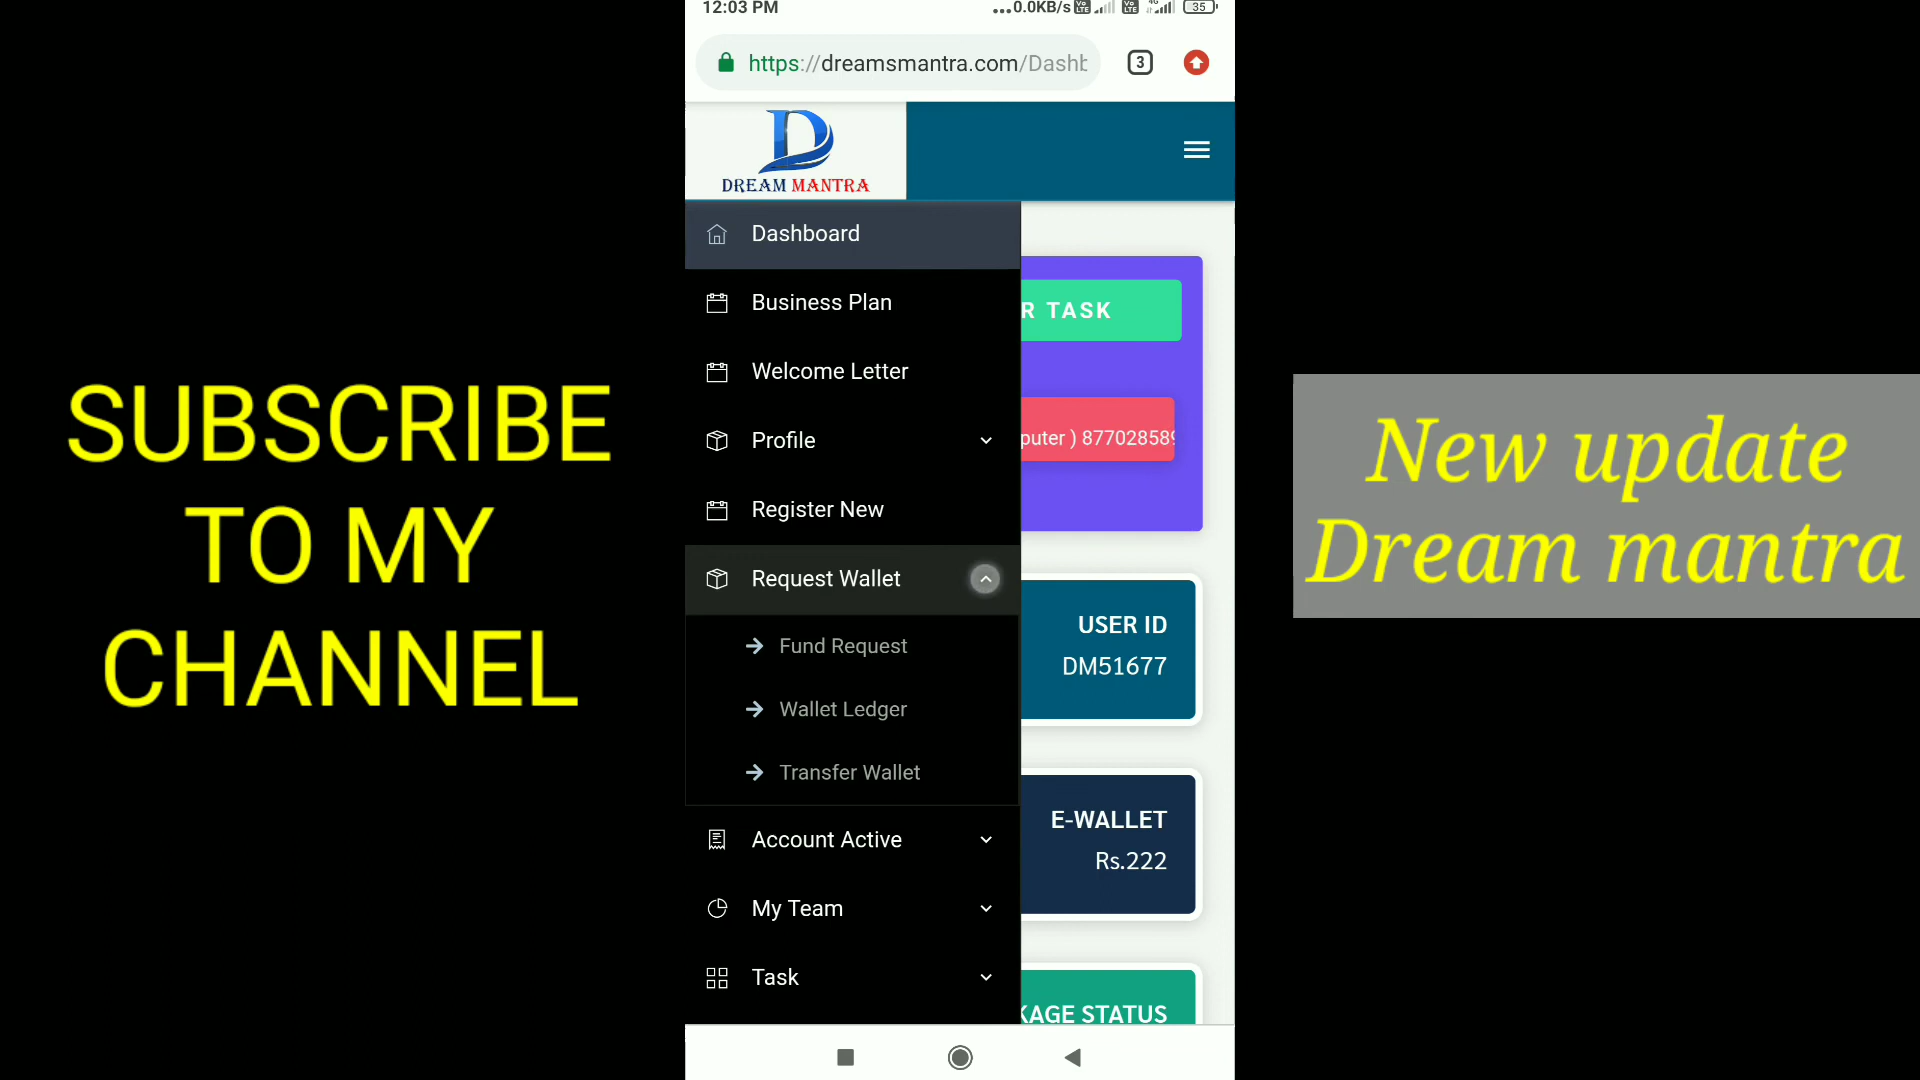 12:03 PM
...0.0KB/s
35
https://dreamsmantra.com/Dashb
3
DREAM MANTRA
Dashboard
Business Plan
R TASK
Welcome Letter
Profile
puter ) 877028589
Register New
Request Wallet
Fund Request
USER ID
DM51677
Wallet Ledger
Transfer Wallet
E-WALLET
Account Active
Rs.222
My Team
Task
KAGE STATUS
SUBSCRIBE
TO MY
CHANNEL
New update
Dream mantra